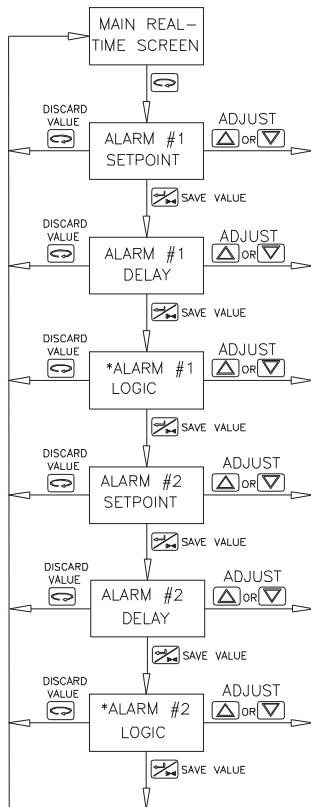 MAIN REAL-
TIME SCREEN
DISCARD
VALUE
ALARM #1
SETPOINT
ADJUST
OR
SAVE VALUE
DISCARD
VALUE
ALARM #1
DELAY
ADJUST
OR
SAVE VALUE
DISCARD
VALUE
*ALARM #1
LOGIC
ADJUST
OR
SAVE VALUE
DISCARD
VALUE
ALARM #2
SETPOINT
ADJUST
OR
SAVE VALUE
DISCARD
VALUE
ALARM #2
DELAY
ADJUST
OR
SAVE VALUE
DISCARD
VALUE
*ALARM #2
LOGIC
ADJUST
OR
SAVE VALUE